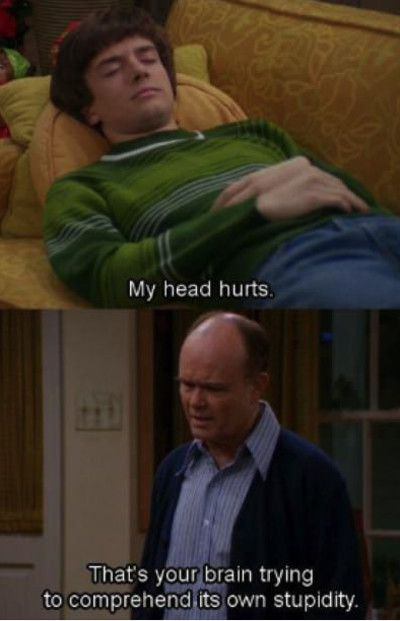 My head hurts.
That's your brain trying
to comprehend its own stupidity.